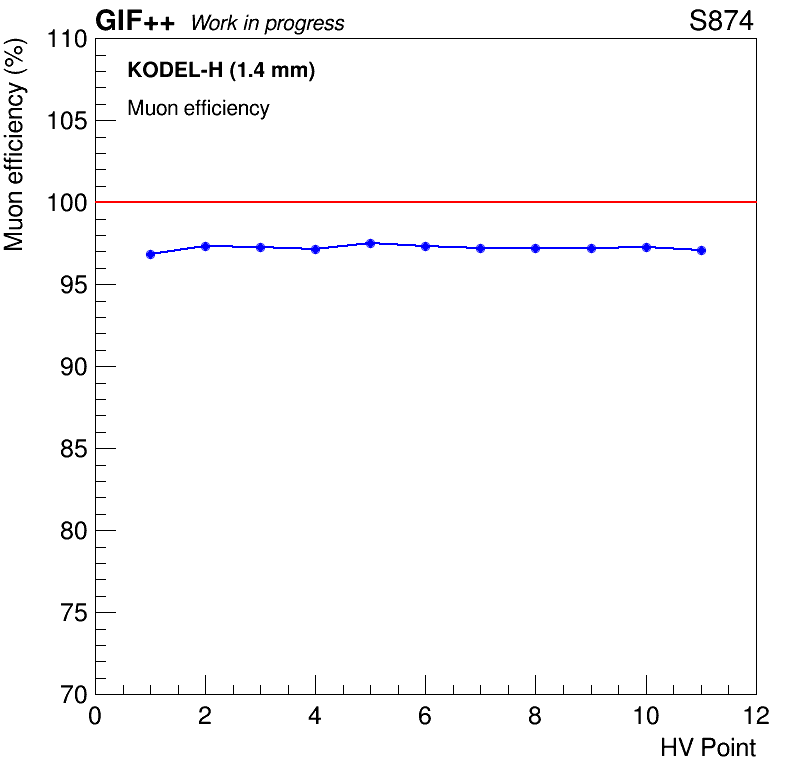 GIF++ Work in progress S874
KODEL-H (1.4 mm)
Muon efficiency
Muon efficiency (%)
110
105
100
95
90
85
80
75
70
0 2 4 6 8 10 12
HV Point